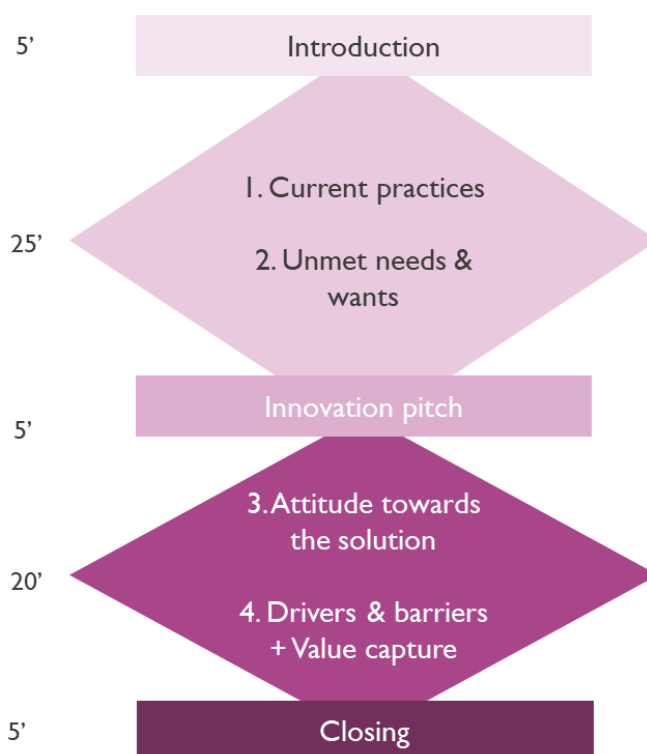 5’
Introduction
1. Current practices
25’
2. Unmet needs &
wants
Innovation pitch
5’
3. Attitude towards
the solution
20’
4. Drivers & barriers
+ Value capture
5’
Closing